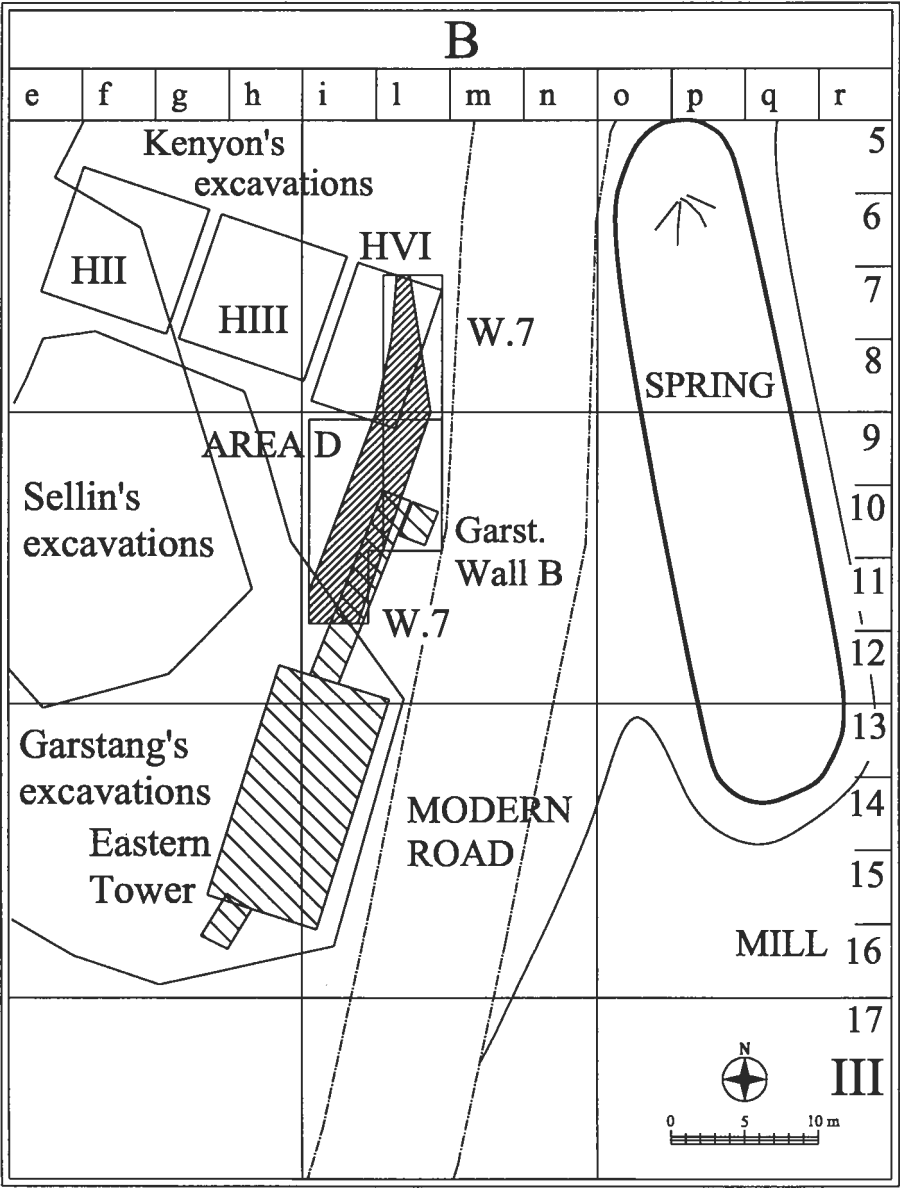 B
e f g h i l m n o p q r
Kenyon's
excavations
5
6
HVI
HII
7
HIII
W.7
8
SPRING
AREA D
9
Sellin's
excavations
10
Garst.
Wall B
11
W.7
12
Garstang's
excavations
13
MODERN
ROAD
14
Eastern
Tower
15
MILL
16
17
N
III
0 5 10 m